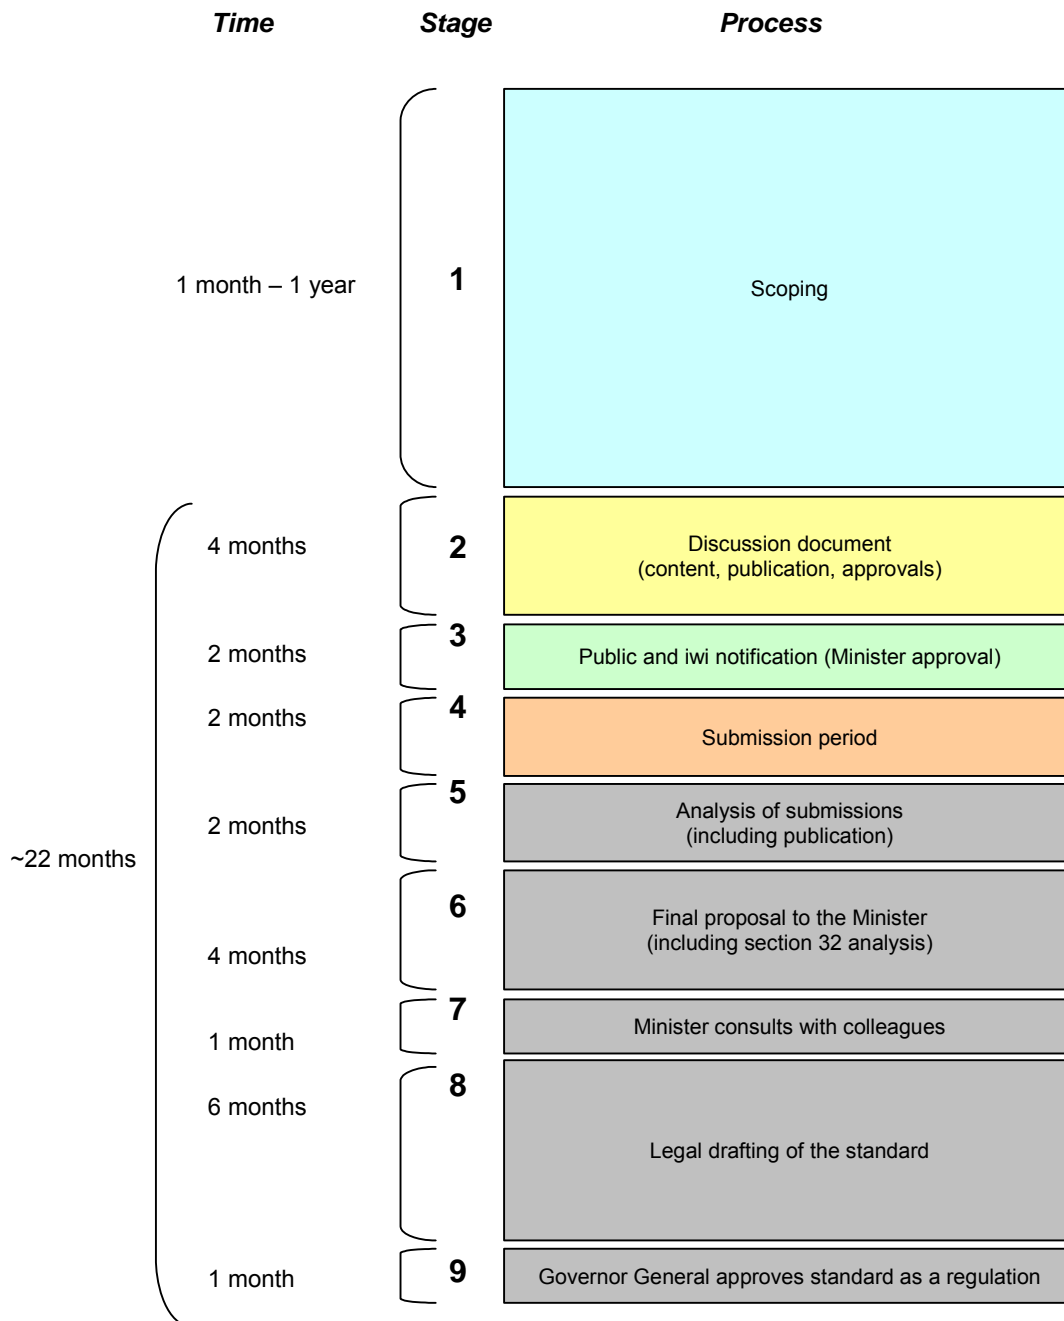 Time Stage Process
1 month – 1 year 1 Scoping
4 months 2 Discussion document
(content, publication, approvals)
2 months 3 Public and iwi notification (Minister approval)
2 months 4 Submission period
2 months 5 Analysis of submissions
(including publication)
~22 months
4 months 6 Final proposal to the Minister
(including section 32 analysis)
1 month 7 Minister consults with colleagues
6 months 8 Legal drafting of the standard
1 month 9 Governor General approves standard as a regulation